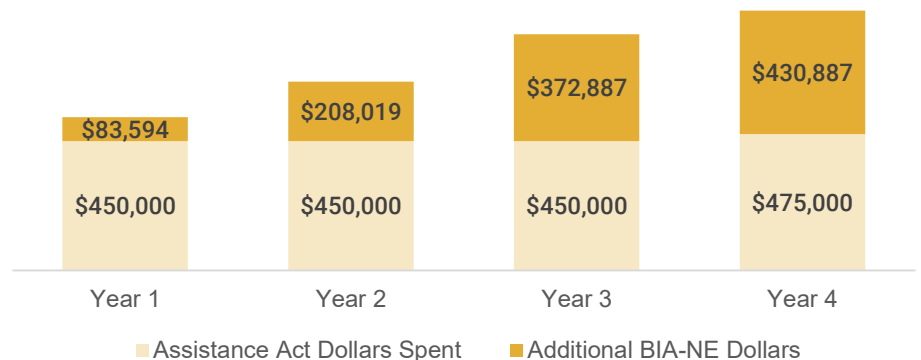 $83,594
$208,019
$372,887
$430,887
$450,000
$450,000
$450,000
$475,000
Year 1
Year 2
Year 3
Year 4
Assistance Act Dollars Spent
Additional BIA-NE Dollars